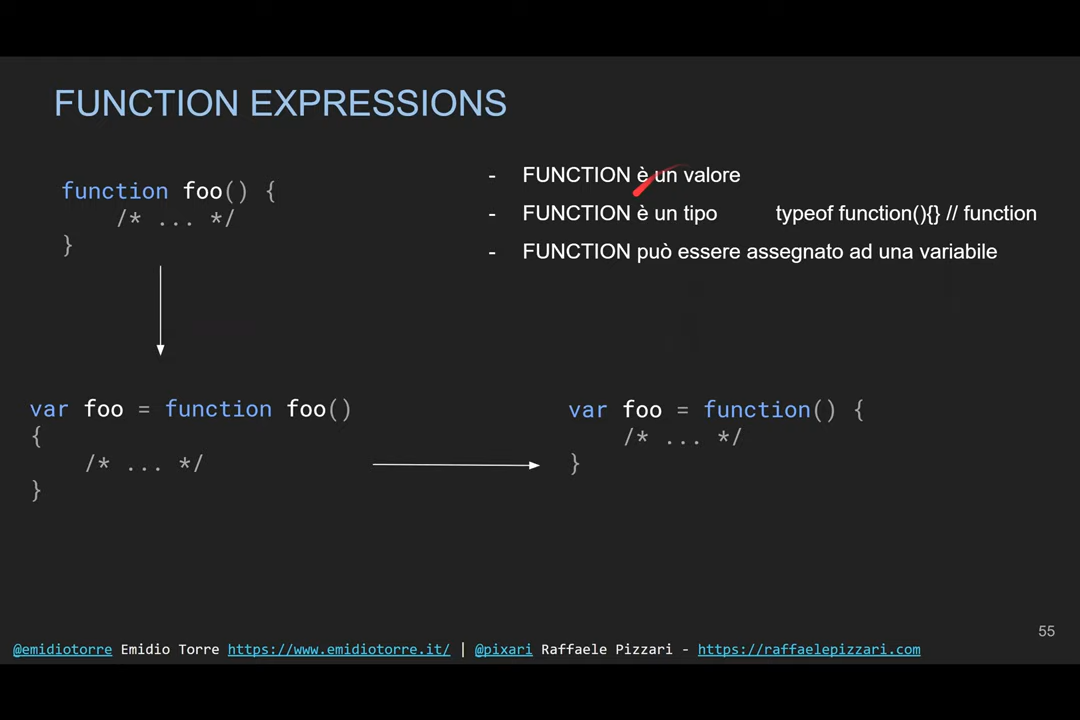 FUNCTION EXPRESSIONS
function foo() {
/* ... */
}
- FUNCTION è un valore
- FUNCTION è un tipo typeof function(){} // function
- FUNCTION può essere assegnato ad una variabile
var foo = function foo()
{
/* ... */
}
var foo = function() {
/* ... */
}
55
@emidiotorre Emidio Torre https://www.emidiotorre.it/ | @pixari Raffaele Pizzari - https://raffaelepizzari.com